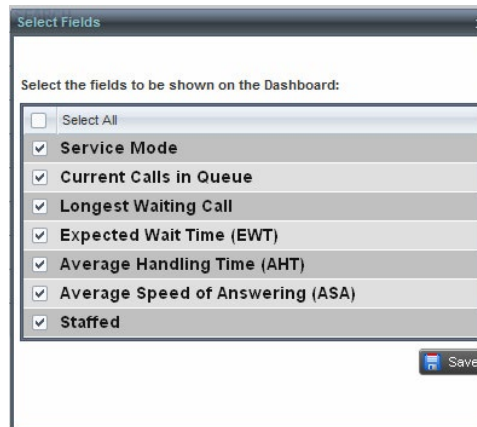 Select Fields
Select the fields to be shown on the Dashboard:
Select All
Service Mode
Current Calls in Queue
Longest Waiting Call
Expected Wait Time (EWT)
Average Handling Time (AHT)
Average Speed of Answering (ASA)
Staffed
Save